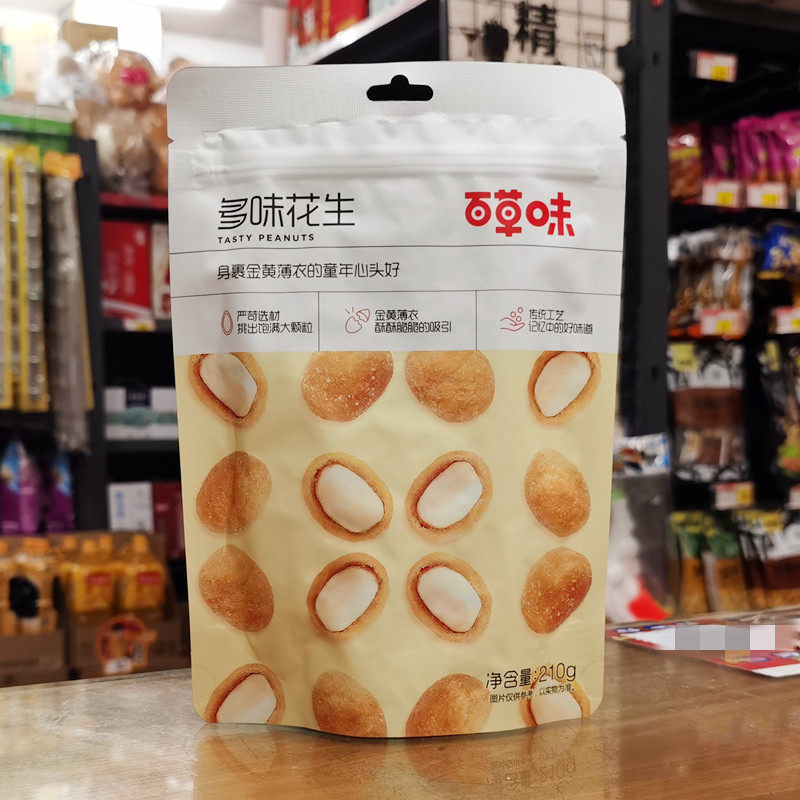 精
多味花生
TASTY PEANUTS
百草味
身裹金黄薄衣的童年心头好
严苛选材
挑出饱满大颗粒
金黄薄衣
酥酥脆脆的吸引
传统工艺
记忆中的好味道
净含量:210g
图片仅供参考,以实物为准。